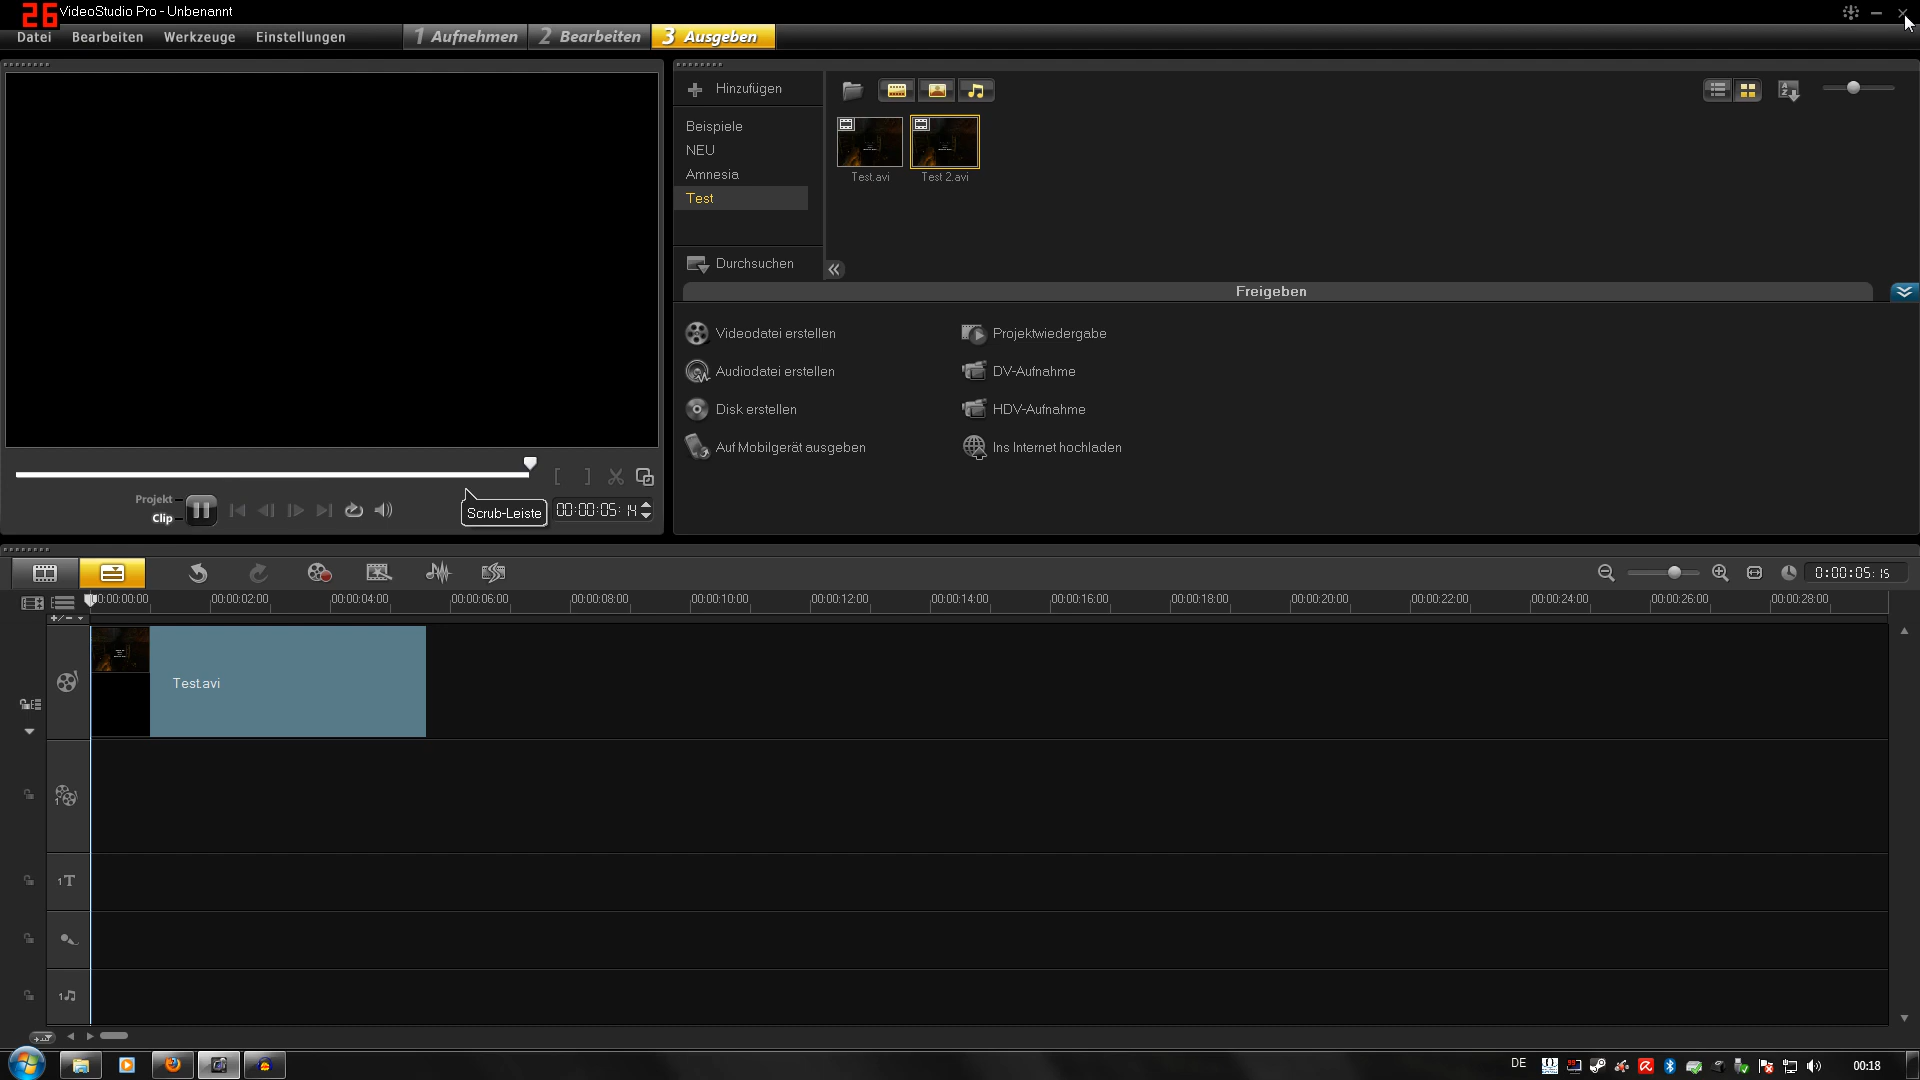 26
VideoStudio Pro - Unbenannt
Datei Bearbeiten Werkzeuge Einstellungen
1 Aufnehmen 2 Bearbeiten 3 Ausgeben
Hinzufügen
Beispiele
NEU
Amnesia
Test
Durchsuchen
Test.avi Test 2.avi
Freigeben
Videodatei erstellen
Audiodatei erstellen
Disk erstellen
Auf Mobilgerät ausgeben
Projektwiedergabe
DV-Aufnahme
HDV-Aufnahme
Ins Internet hochladen
Projekt
Clip
Scrub-Leiste
00:00:05:14
0:00:05:15
00:00:00:00 00:00:02:00 00:00:04:00 00:00:06:00 00:00:08:00 00:00:10:00 00:00:12:00 00:00:14:00 00:00:16:00 00:00:18:00 00:00:20:00 00:00:22:00 00:00:24:00 00:00:26:00 00:00:28:00
Test.avi
1
1T
1
DE
00:18